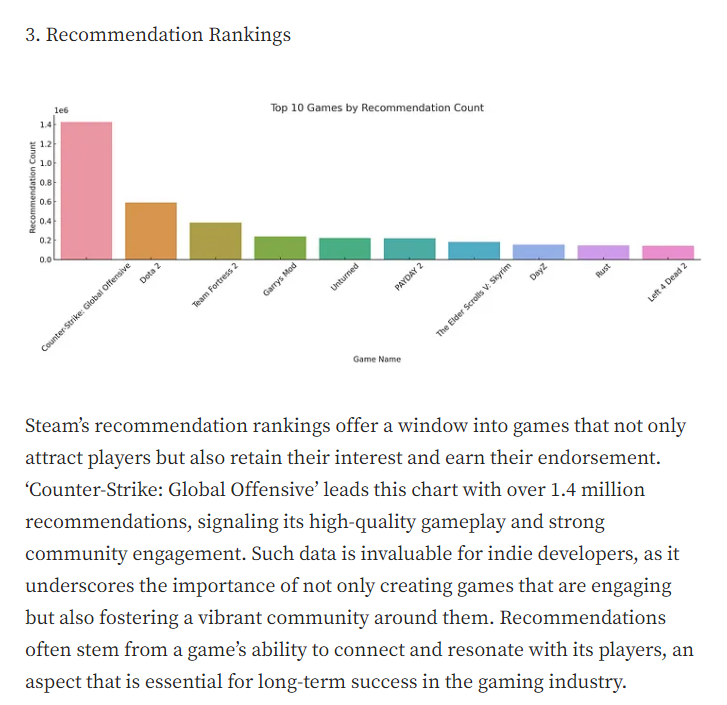 3. Recommendation Rankings
Top 10 Games by Recommendation Count
1e6
1.4
1.2
1.0
0.8
0.6
0.4
0.2
0.0
Recommendation Count
Counter-Strike: Global Offensive
Dota 2
Team Fortress 2
Garrys Mod
Unturned
PAYDAY 2
The Elder Scrolls V: Skyrim
DayZ
Rust
Left 4 Dead 2
Game Name
Steam’s recommendation rankings offer a window into games that not only
attract players but also retain their interest and earn their endorsement.
‘Counter-Strike: Global Offensive’ leads this chart with over 1.4 million
recommendations, signaling its high-quality gameplay and strong
community engagement. Such data is invaluable for indie developers, as it
underscores the importance of not only creating games that are engaging
but also fostering a vibrant community around them. Recommendations
often stem from a game’s ability to connect and resonate with its players, an
aspect that is essential for long-term success in the gaming industry.